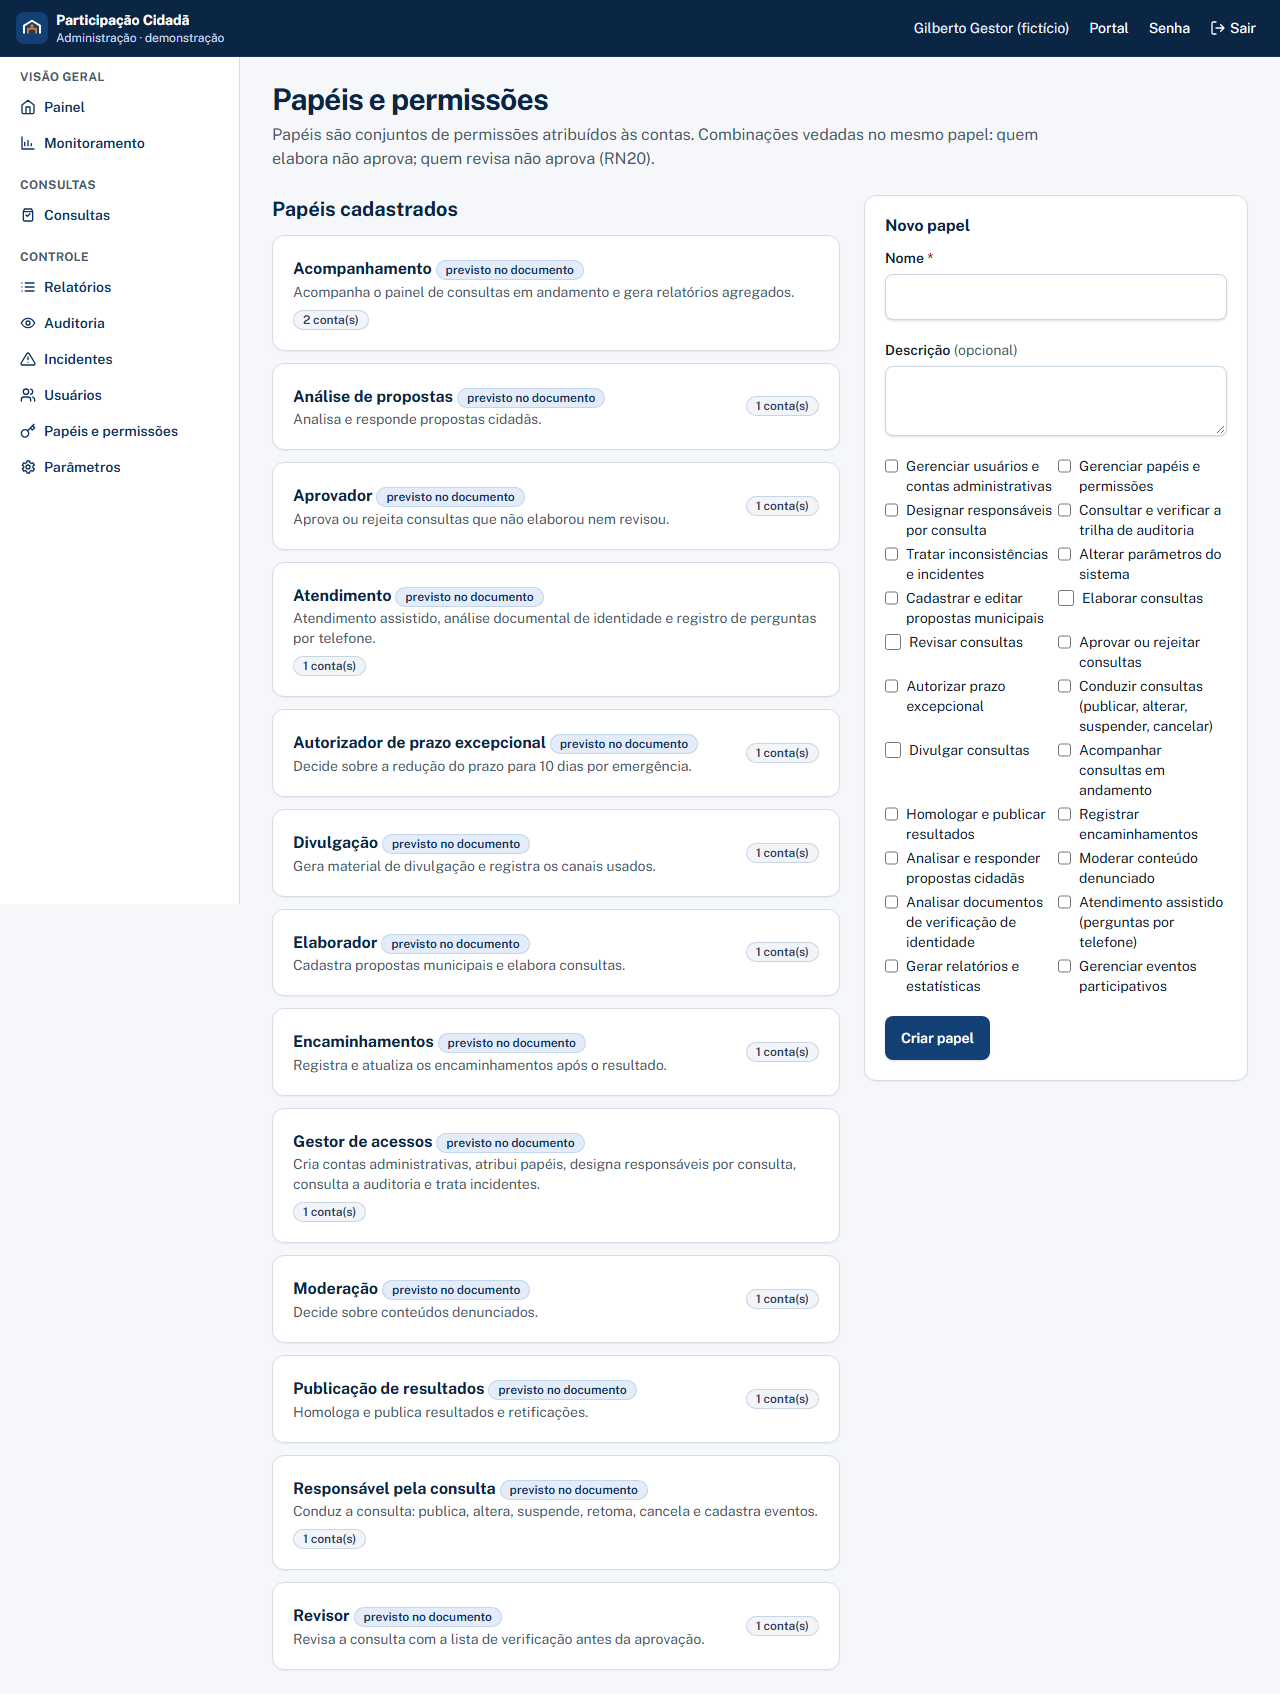 Participação Cidadã
Administração · demonstração
Gilberto Gestor (fictício)
Portal
Senha
Sair
VISÃO GERAL
Painel
Monitoramento
CONSULTAS
Consultas
CONTROLE
Relatórios
Auditoria
Incidentes
Usuários
Papéis e permissões
Parâmetros
Papéis e permissões
Papéis são conjuntos de permissões atribuídos às contas. Combinações vedadas no mesmo papel: quem
elabora não aprova; quem revisa não aprova (RN20).
Papéis cadastrados
Acompanhamento previsto no documento
Acompanha o painel de consultas em andamento e gera relatórios agregados.
2 conta(s)
Análise de propostas previsto no documento
Analisa e responde propostas cidadãs.
1 conta(s)
Aprovador previsto no documento
Aprova ou rejeita consultas que não elaborou nem revisou.
1 conta(s)
Atendimento previsto no documento
Atendimento assistido, análise documental de identidade e registro de perguntas
por telefone.
1 conta(s)
Autorizador de prazo excepcional previsto no documento
Decide sobre a redução do prazo para 10 dias por emergência.
1 conta(s)
Divulgação previsto no documento
Gera material de divulgação e registra os canais usados.
1 conta(s)
Elaborador previsto no documento
Cadastra propostas municipais e elabora consultas.
1 conta(s)
Encaminhamentos previsto no documento
Registra e atualiza os encaminhamentos após o resultado.
1 conta(s)
Gestor de acessos previsto no documento
Cria contas administrativas, atribui papéis, designa responsáveis por consulta,
consulta a auditoria e trata incidentes.
1 conta(s)
Moderação previsto no documento
Decide sobre conteúdos denunciados.
1 conta(s)
Publicação de resultados previsto no documento
Homologa e publica resultados e retificações.
1 conta(s)
Responsável pela consulta previsto no documento
Conduz a consulta: publica, altera, suspende, retoma, cancela e cadastra eventos.
1 conta(s)
Revisor previsto no documento
Revisa a consulta com a lista de verificação antes da aprovação.
1 conta(s)
Novo papel
Nome *
Descrição (opcional)
Gerenciar usuários e
contas administrativas
Gerenciar papéis e
permissões
Designar responsáveis
por consulta
Consultar e verificar a
trilha de auditoria
Tratar inconsistências
e incidentes
Alterar parâmetros do
sistema
Cadastrar e editar
propostas municipais
Elaborar consultas
Revisar consultas
Aprovar ou rejeitar
consultas
Autorizar prazo
excepcional
Conduzir consultas
(publicar, alterar,
suspender, cancelar)
Divulgar consultas
Acompanhar
consultas em
andamento
Homologar e publicar
resultados
Registrar
encaminhamentos
Analisar e responder
propostas cidadãs
Moderar conteúdo
denunciado
Analisar documentos
de verificação de
identidade
Atendimento assistido
(perguntas por
telefone)
Gerar relatórios e
estatísticas
Gerenciar eventos
participativos
Criar papel